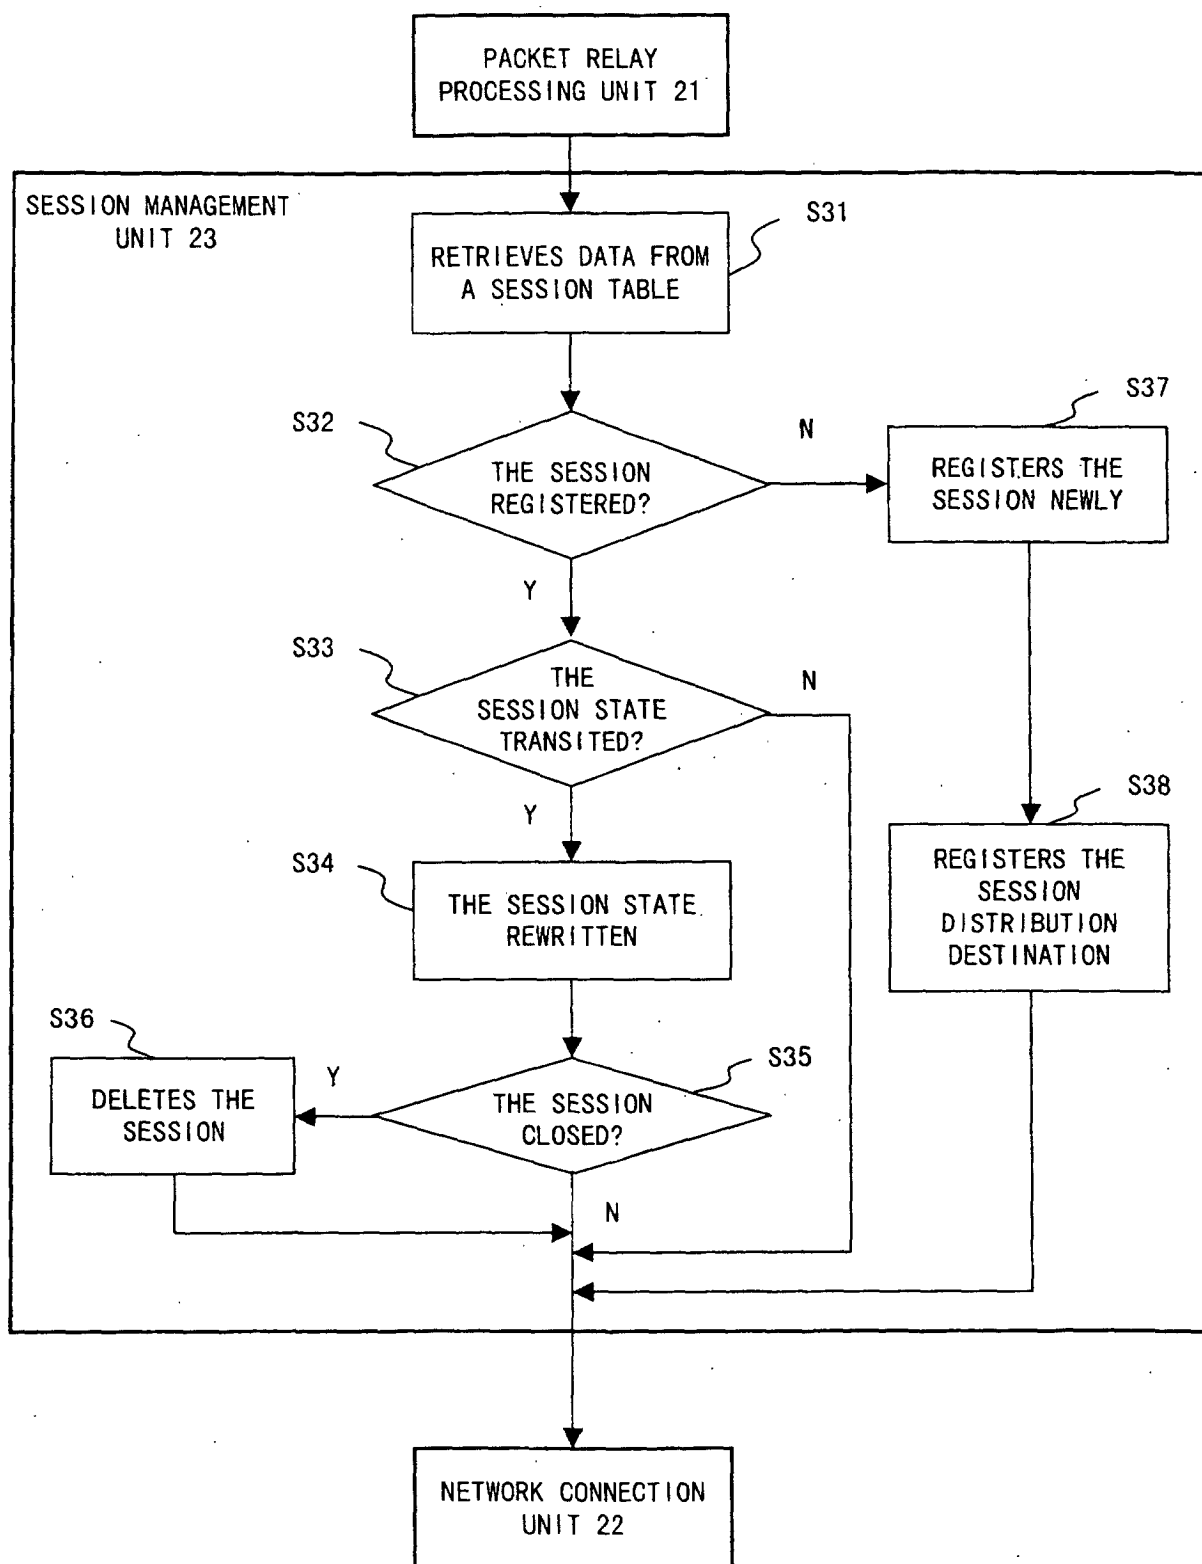 PACKET RELAY
PROCESSING UNIT 21
SESSION MANAGEMENT
UNIT 23
S31
RETRIEVES DATA FROM
A SESSION TABLE
S32
THE SESSION
REGISTERED?
N
S37
REGISTERS THE
SESSION NEWLY
Y
S33
THE
SESSION STATE
TRANSITED?
N
Y
S38
REGISTERS THE
SESSION
DISTRIBUTION
DESTINATION
S34
THE SESSION STATE
REWRITTEN
S36
DELETES THE
SESSION
Y
S35
THE SESSION
CLOSED?
N
NETWORK CONNECTION
UNIT 22